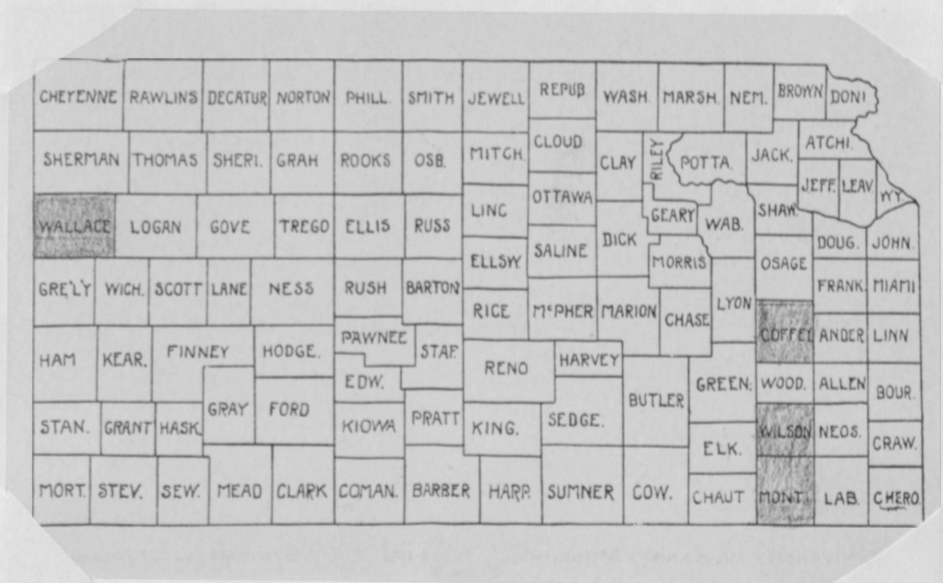 CHEYENNE RAWLINS DECATUR NORTON PHILL. SMITH JEWELL REPUB. WASH. MARSH. NEM. BROWN DONI.
SHERMAN THOMAS SHERI. GRAH ROOKS OSB. MITCH. CLOUD CLAY RILEY POTTA. JACK. ATCHI.
JEFF. LEAV. WY.
WALLACE LOGAN GOVE TREGO ELLIS RUSS LINC OTTAWA DICK GEARY WAB. SHAW.
ELLSW. SALINE MORRIS OSAGE DOUG. JOHN.
GRE'LY WICH. SCOTT LANE NESS RUSH BARTON RICE McPHER MARION CHASE LYON FRANK. MIAMI
COFFEE ANDER LINN
HAM KEAR. FINNEY HODGE. PAWNEE STAF. RENO HARVEY
EDW. BUTLER GREEN: WOOD. ALLEN BOUR.
STAN. GRANT HASK. GRAY FORD KIOWA PRATT KING. SEDGE. ELK. WILSON NEOS. CRAW.
MORT. STEV. SEW. MEAD CLARK COMAN. BARBER HARP. SUMNER COW. CHAUT MONT. LAB. CHERO.